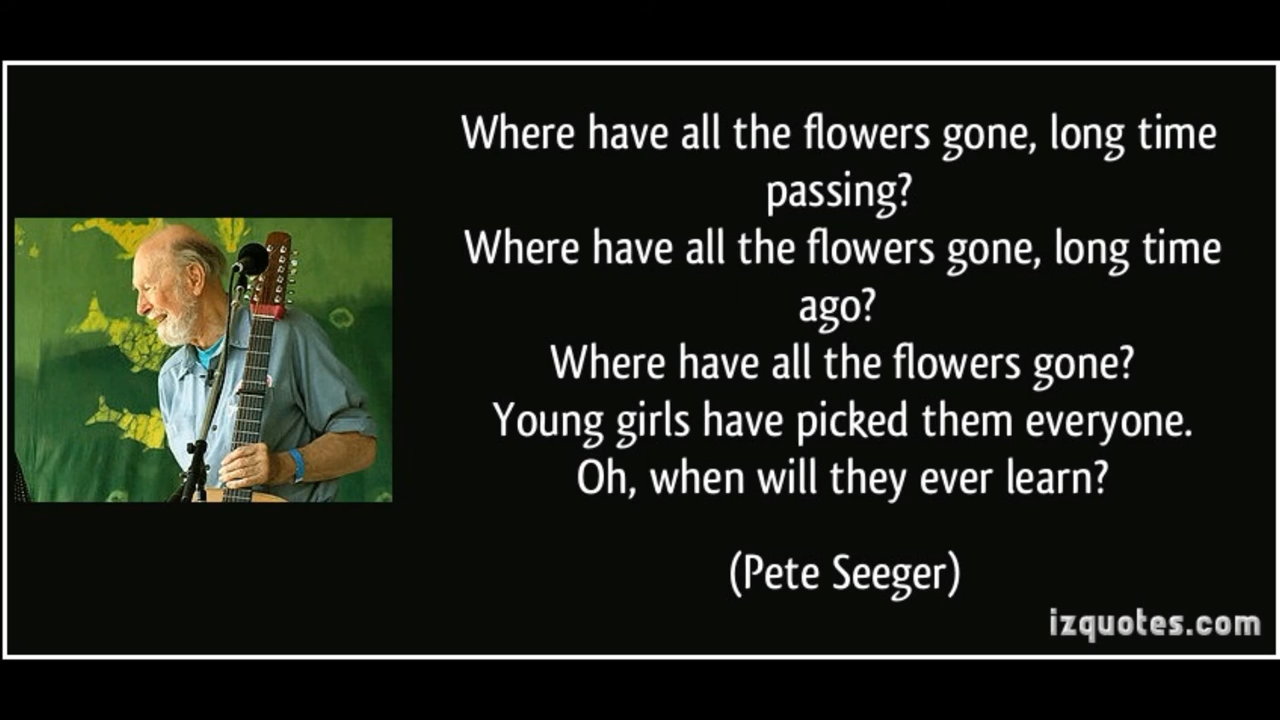 Where have all the flowers gone, long time
passing?
Where have all the flowers gone, long time
ago?
Where have all the flowers gone?
Young girls have picked them everyone.
Oh, when will they ever learn?
(Pete Seeger)
izquotes.com